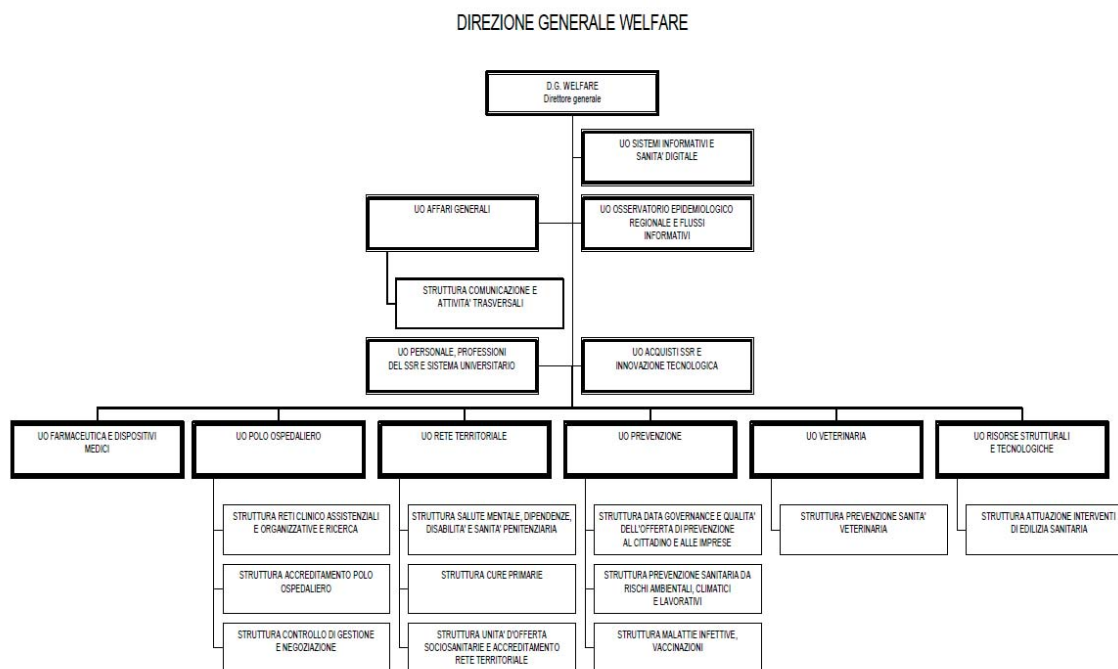 DIREZIONE GENERALE WELFARE
D.G. WELFARE
Direttore generale
UO SISTEMI INFORMATIVI E
SANITA' DIGITALE
UO AFFARI GENERALI
UO OSSERVATORIO EPIDEMIOLOGICO
REGIONALE E FLUSSI
INFORMATIVI
STRUTTURA COMUNICAZIONE E
ATTIVITA' TRASVERSALI
UO PERSONALE, PROFESSIONI
DEL SSR E SISTEMA UNIVERSITARIO
UO ACQUISTI SSR E
INNOVAZIONE TECNOLOGICA
UO FARMACEUTICA E DISPOSITIVI
MEDICI
UO POLO OSPEDALIERO
UO RETE TERRITORIALE
UO PREVENZIONE
UO VETERINARIA
UO RISORSE STRUTTURALI
E TECNOLOGICHE
STRUTTURA RETI CLINICO ASSISTENZIALI
E ORGANIZZATIVE E RICERCA
STRUTTURA SALUTE MENTALE, DIPENDENZE,
DISABILITA' E SANITA' PENITENZIARIA
STRUTTURA DATA GOVERNANCE E QUALITA'
DELL'OFFERTA DI PREVENZIONE
AL CITTADINO E ALLE IMPRESE
STRUTTURA PREVENZIONE SANITA'
VETERINARIA
STRUTTURA ATTUAZIONE INTERVENTI
DI EDILIZIA SANITARIA
STRUTTURA ACCREDITAMENTO POLO
OSPEDALIERO
STRUTTURA CURE PRIMARIE
STRUTTURA PREVENZIONE SANITARIA DA
RISCHI AMBIENTALI, CLIMATICI
E LAVORATIVI
STRUTTURA CONTROLLO DI GESTIONE
E NEGOZIAZIONE
STRUTTURA UNITA' D'OFFERTA
SOCIOSANITARIE E ACCREDITAMENTO
RETE TERRITORIALE
STRUTTURA MALATTIE INFETTIVE,
VACCINAZIONI